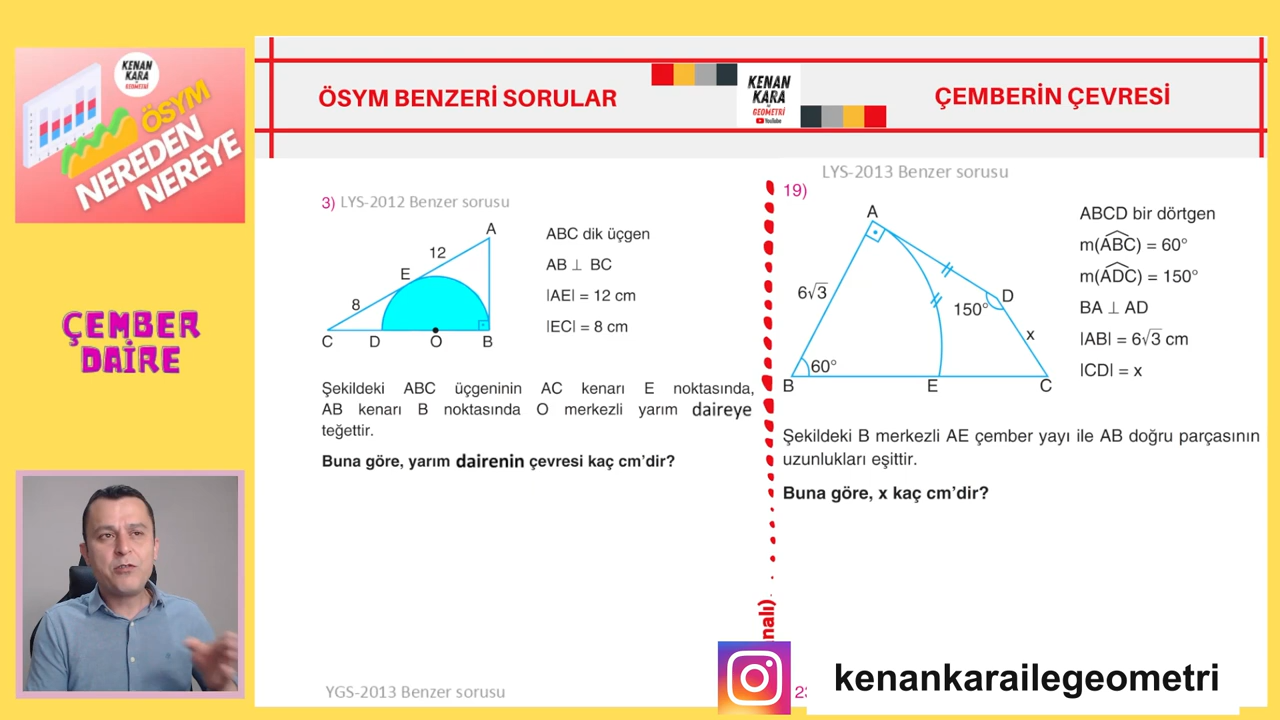 KENAN
KARA
ile
GEOMETRİ
ÖSYM
NEREDEN
NEREYE
ÇEMBER
DAİRE
ÖSYM BENZERİ SORULAR
KENAN
KARA
ile
GEOMETRİ
YouTube
ÇEMBERİN ÇEVRESİ
3) LYS-2012 Benzer sorusu
A
12
E
8
C
D
O
B
ABC dik üçgen
AB ⊥ BC
|AE| = 12 cm
|EC| = 8 cm
Şekildeki ABC üçgeninin AC kenarı E noktasında,
AB kenarı B noktasında O merkezli yarım daireye
teğettir.
Buna göre, yarım dairenin çevresi kaç cm'dir?
YGS-2013 Benzer sorusu
LYS-2013 Benzer sorusu
19)
A
6√3
D
150°
x
60°
B
E
C
ABCD bir dörtgen
m(ABC) = 60°
m(ADC) = 150°
BA ⊥ AD
|AB| = 6√3 cm
|CD| = x
Şekildeki B merkezli AE çember yayı ile AB doğru parçasının
uzunlukları eşittir.
Buna göre, x kaç cm'dir?
nalı)
kenankarailegeometri